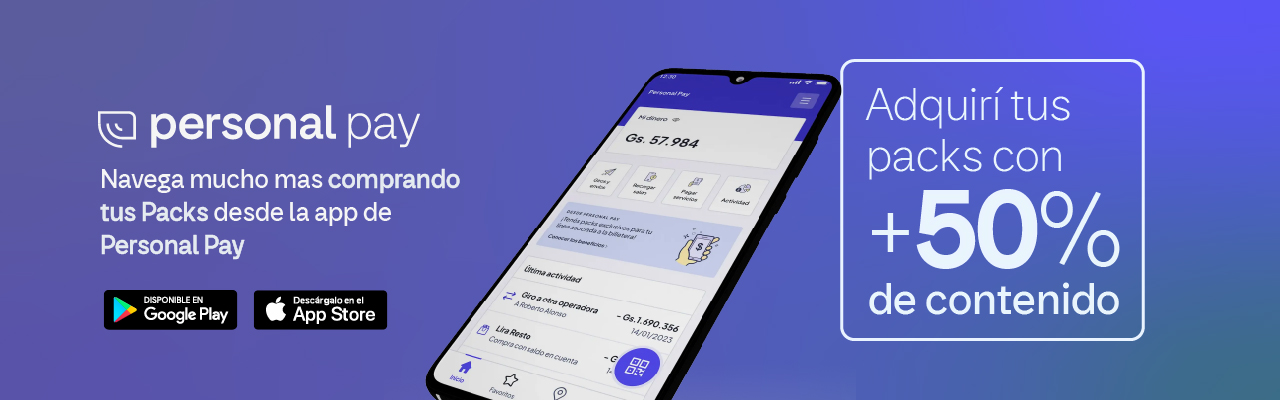 personal pay
Navega mucho mas comprando
tus Packs desde la app de
Personal Pay
DISPONIBLE EN
Google Play
Descárgalo en el
App Store
12:30
Personal Pay
Mi dinero
Gs. 57.984
Giros y
envíos
Recargar
saldo
Pagar
servicios
Actividad
DESDE PERSONAL PAY
¡Tenés packs exclusivos para tu
línea asociada a la billetera!
Conocer los beneficios ›
Última actividad
Giro a otra operadora
- Gs.1.690.356
A Roberto Alonso
14/01/2023
Lira Resto
- G
Compra con saldo en cuenta
Inicio
Favoritos
Adquirí tus
packs con
+50%
de contenido